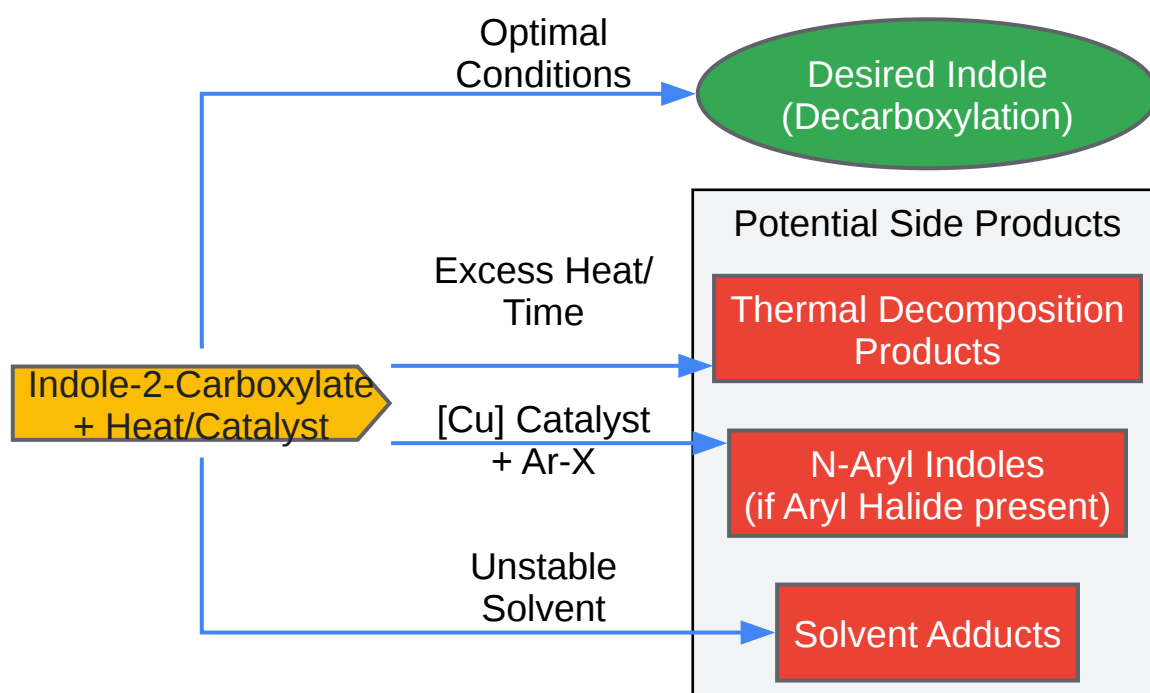 Optimal
Conditions
Desired Indole
(Decarboxylation)
Potential Side Products
Excess Heat/
Time
Thermal Decomposition
Products
Indole-2-Carboxylate
+ Heat/Catalyst
[Cu] Catalyst
+ Ar-X
N-Aryl Indoles
(if Aryl Halide present)
Unstable
Solvent
Solvent Adducts